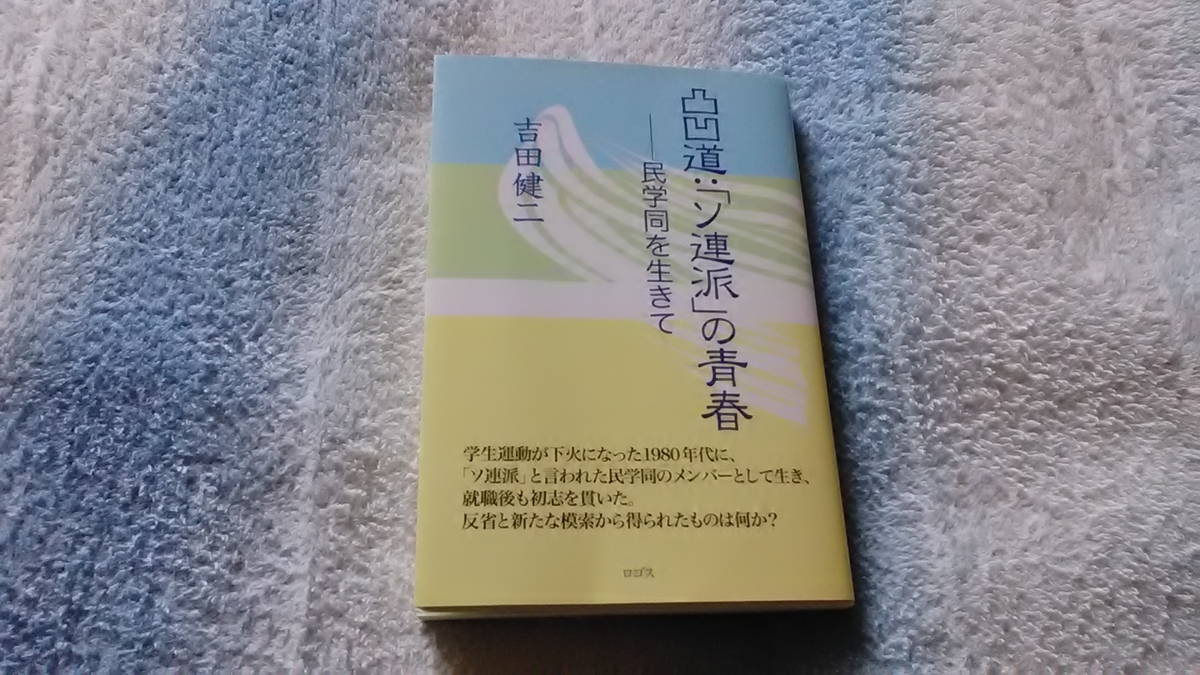 凸凹道:「ソ連派」の青春
――民学同を生きて
吉田健二
学生運動が下火になった1980年代に、
「ソ連派」と言われた民学同のメンバーとして生き、
就職後も初志を貫いた。
反省と新たな模索から得られたものは何か？
ロゴス